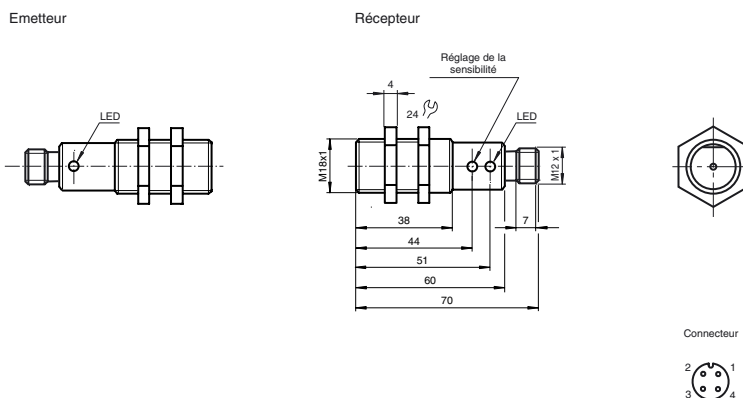 Emetteur
Récepteur
Réglage de la
sensibilité
4
24
LED
LED
M18x1
M12 x 1
38
7
44
51
60
70
Connecteur
2
1
3
4